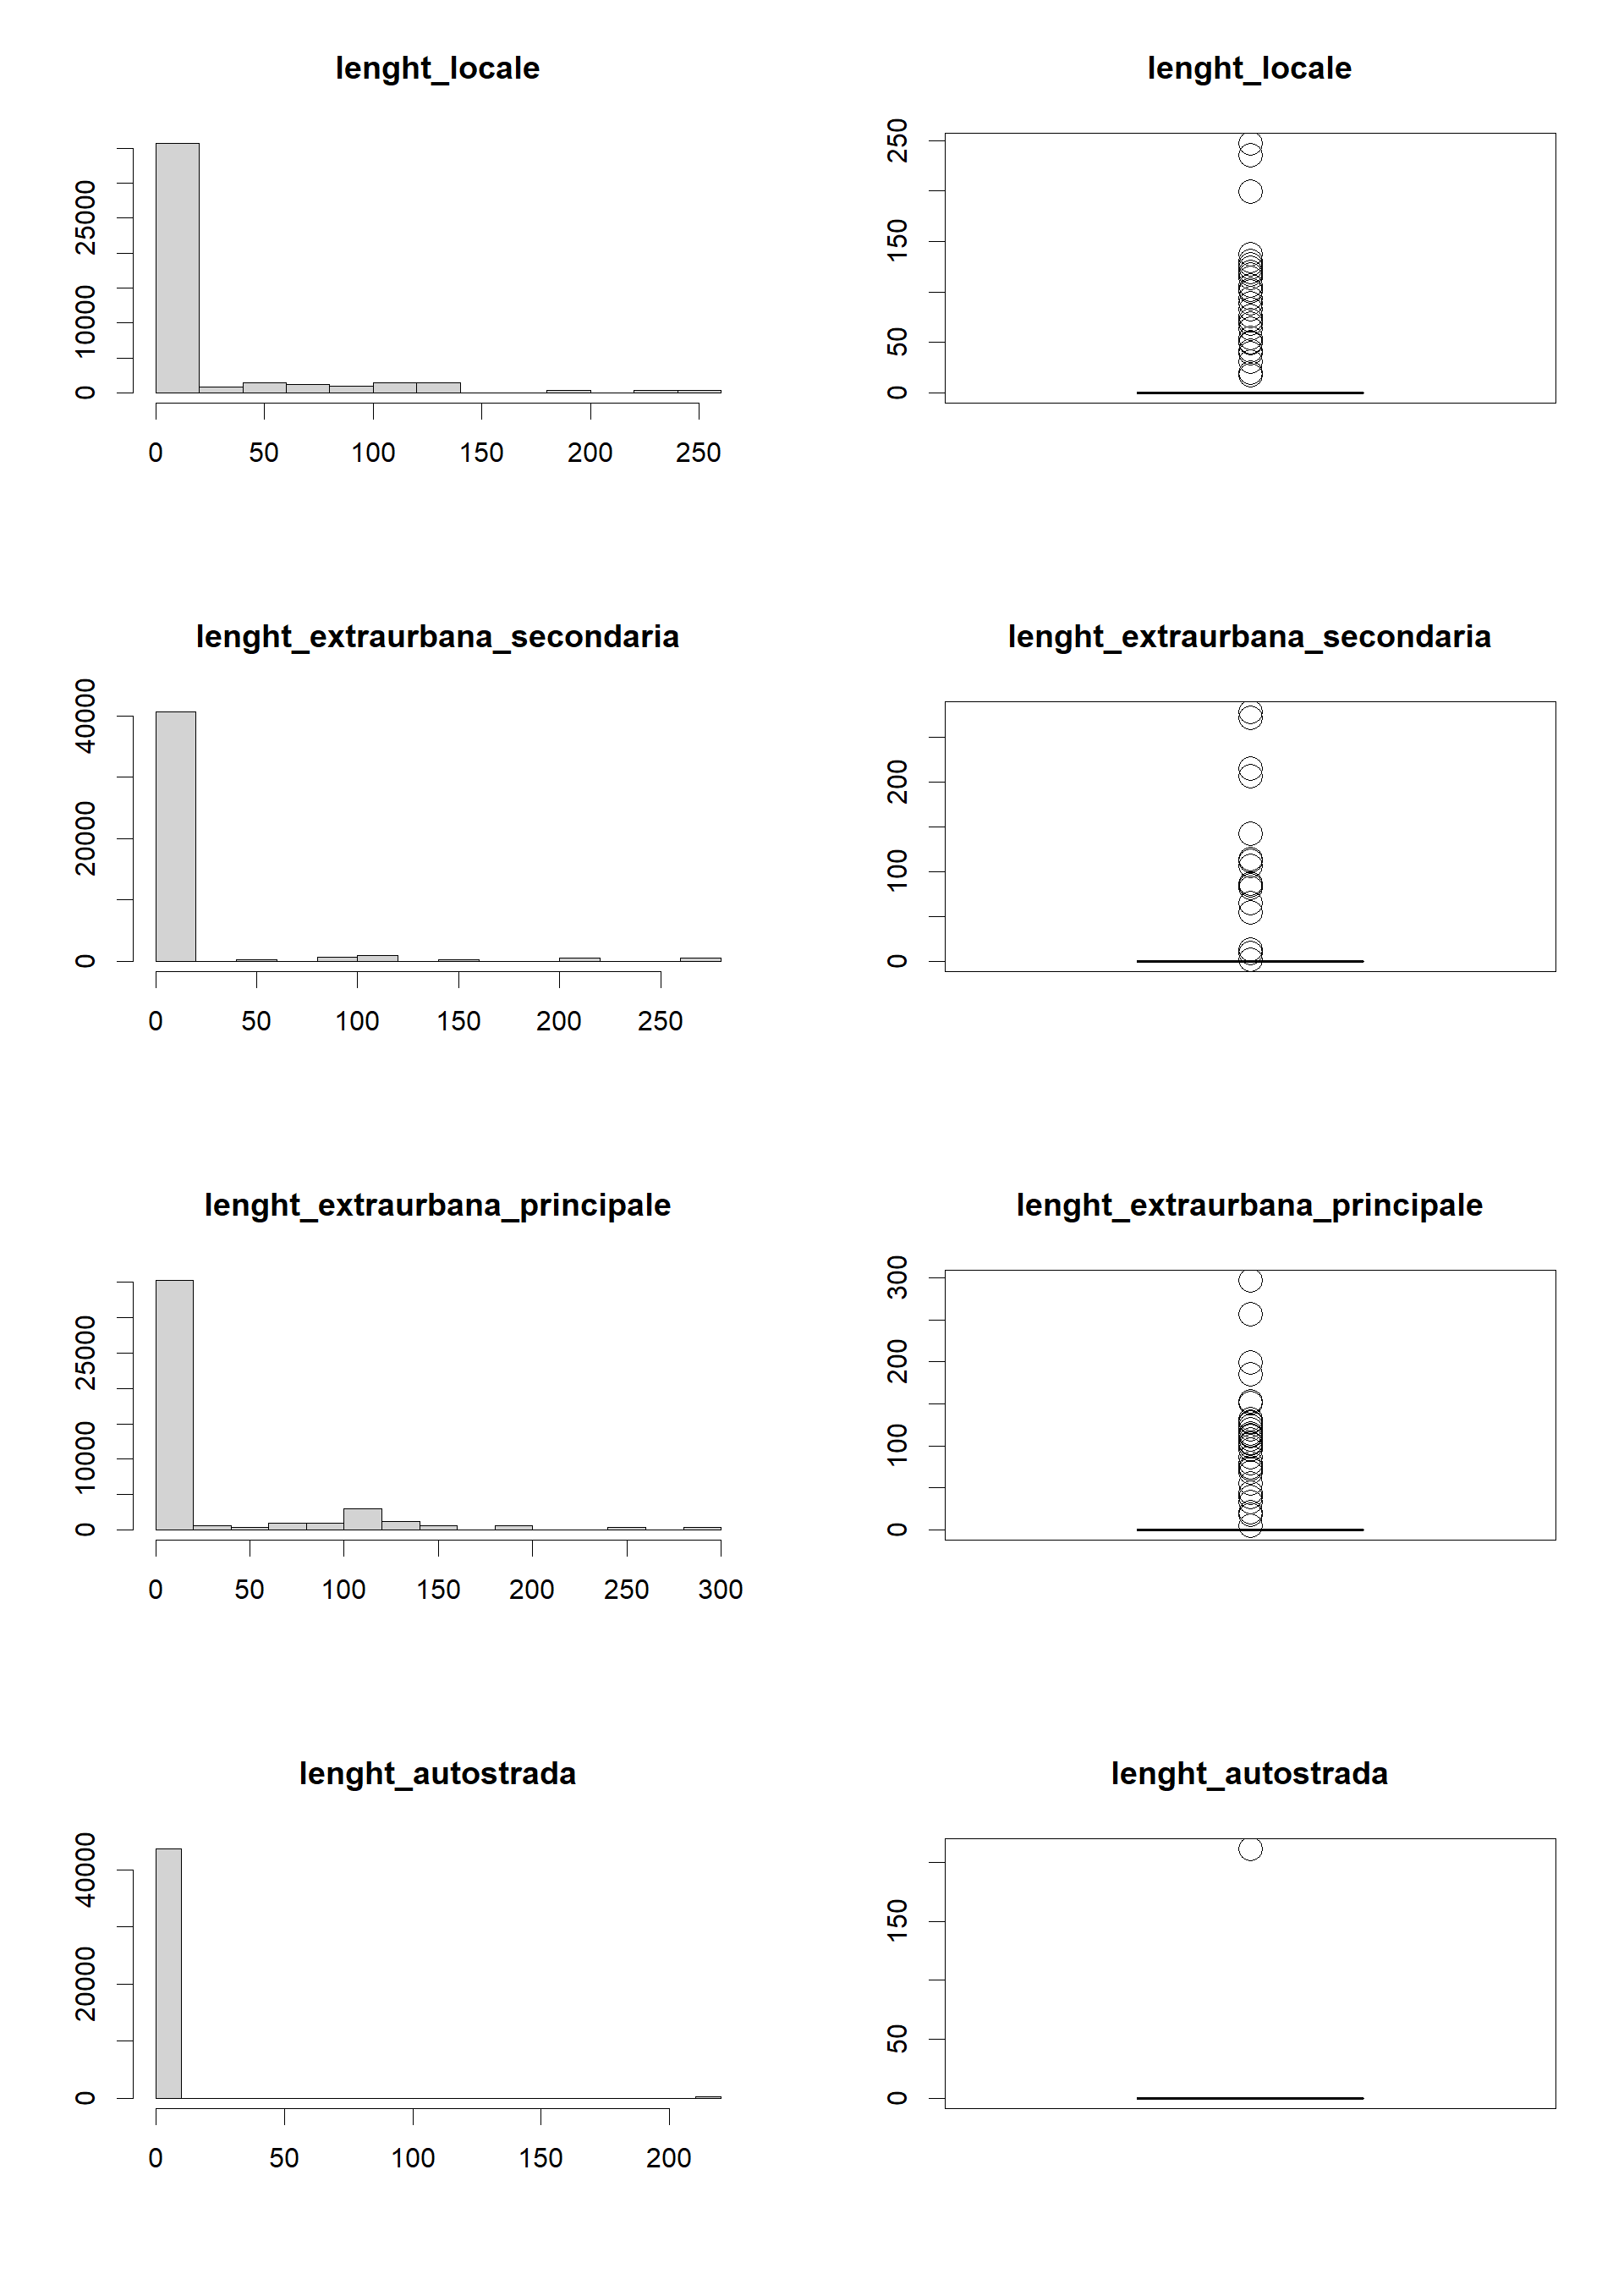 lenght_locale
lenght_locale
0 10000 25000
0 50 100 150 200 250
0 50 150 250
lenght_extraurbana_secondaria
lenght_extraurbana_secondaria
0 20000 40000
0 50 100 150 200 250
0 100 200
lenght_extraurbana_principale
lenght_extraurbana_principale
0 10000 25000
0 50 100 150 200 250 300
0 100 200 300
lenght_autostrada
lenght_autostrada
0 20000 40000
0 50 100 150 200
0 50 150